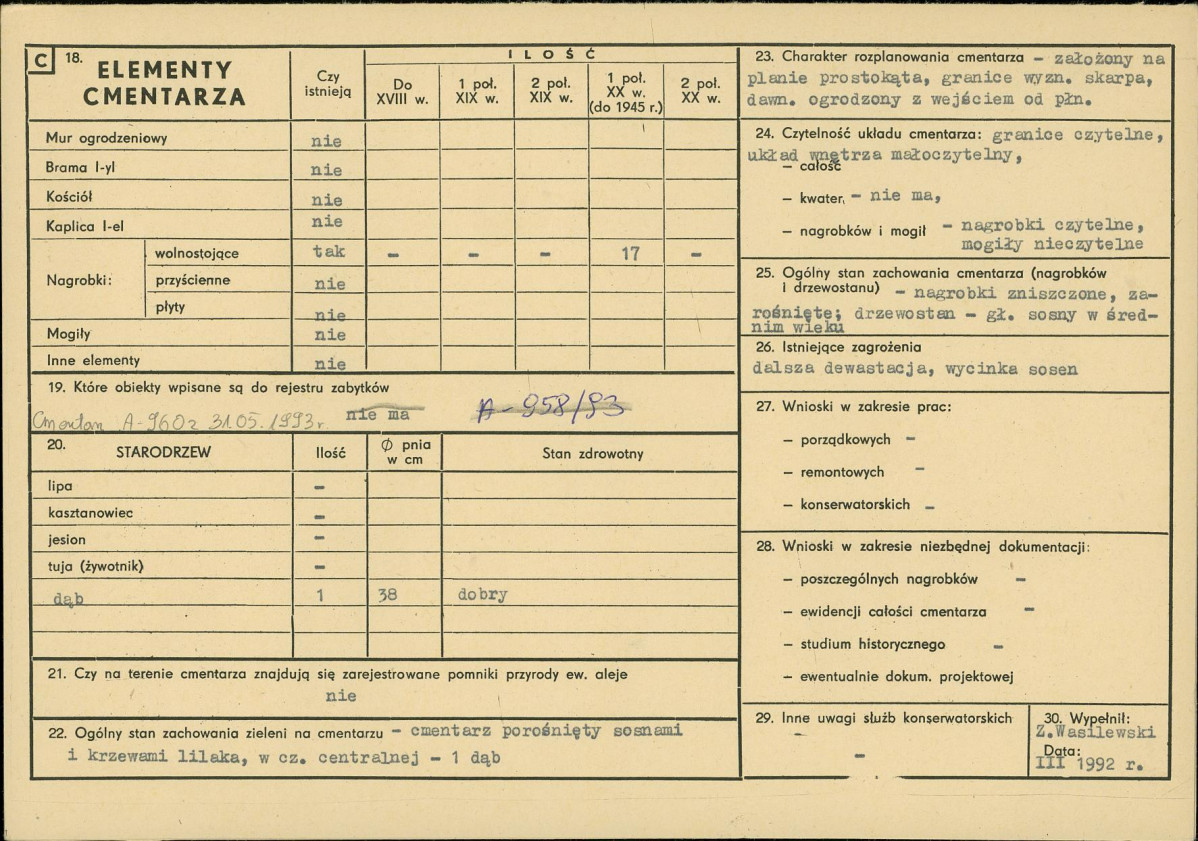 C 18. ELEMENTY CMENTARZA
Czy istnieją
ILOŚĆ
Do XVIII w.
1 poł. XIX w.
2 poł. XIX w.
1 poł. XX w. (do 1945 r.)
2 poł. XX w.
Mur ogrodzeniowy nie
Brama I-yl nie
Kościół nie
Kaplica I-el nie
Nagrobki: wolnostojące tak – – – 17 –
przyścienne nie
płyty nie
Mogiły nie
Inne elementy nie
19. Które obiekty wpisane są do rejestru zabytków
Cmentarz A-960 z 31.05.1993 r. nie ma A-958/93
20. STARODRZEW Ilość Ø pnia w cm Stan zdrowotny
lipa –
kasztanowiec –
jesion –
tuja (żywotnik) –
dąb 1 38 dobry
21. Czy na terenie cmentarza znajdują się zarejestrowane pomniki przyrody ew. aleje
nie
22. Ogólny stan zachowania zieleni na cmentarzu – cmentarz porośnięty sosnami
i krzewami lilaka, w cz. centralnej – 1 dąb
23. Charakter rozplanowania cmentarza – założony na
planie prostokąta, granice wyzn. skarpa,
dawn. ogrodzony z wejściem od płn.
24. Czytelność układu cmentarza: granice czytelne,
układ wnętrza małoczytelny,
– całość
– kwater, – nie ma,
– nagrobków i mogił – nagrobki czytelne,
mogiły nieczytelne
25. Ogólny stan zachowania cmentarza (nagrobków
i drzewostanu) – nagrobki zniszczone, za-
rośnięte; drzewostan – gł. sosny w śred-
nim wieku
26. Istniejące zagrożenia
dalsza dewastacja, wycinka sosen
27. Wnioski w zakresie prac:
– porządkowych –
– remontowych –
– konserwatorskich –
28. Wnioski w zakresie niezbędnej dokumentacji:
– poszczególnych nagrobków –
– ewidencji całości cmentarza –
– studium historycznego –
– ewentualnie dokum. projektowej
29. Inne uwagi służb konserwatorskich
–
–
30. Wypełnił:
Z.Wasilewski
Data:
III 1992 r.